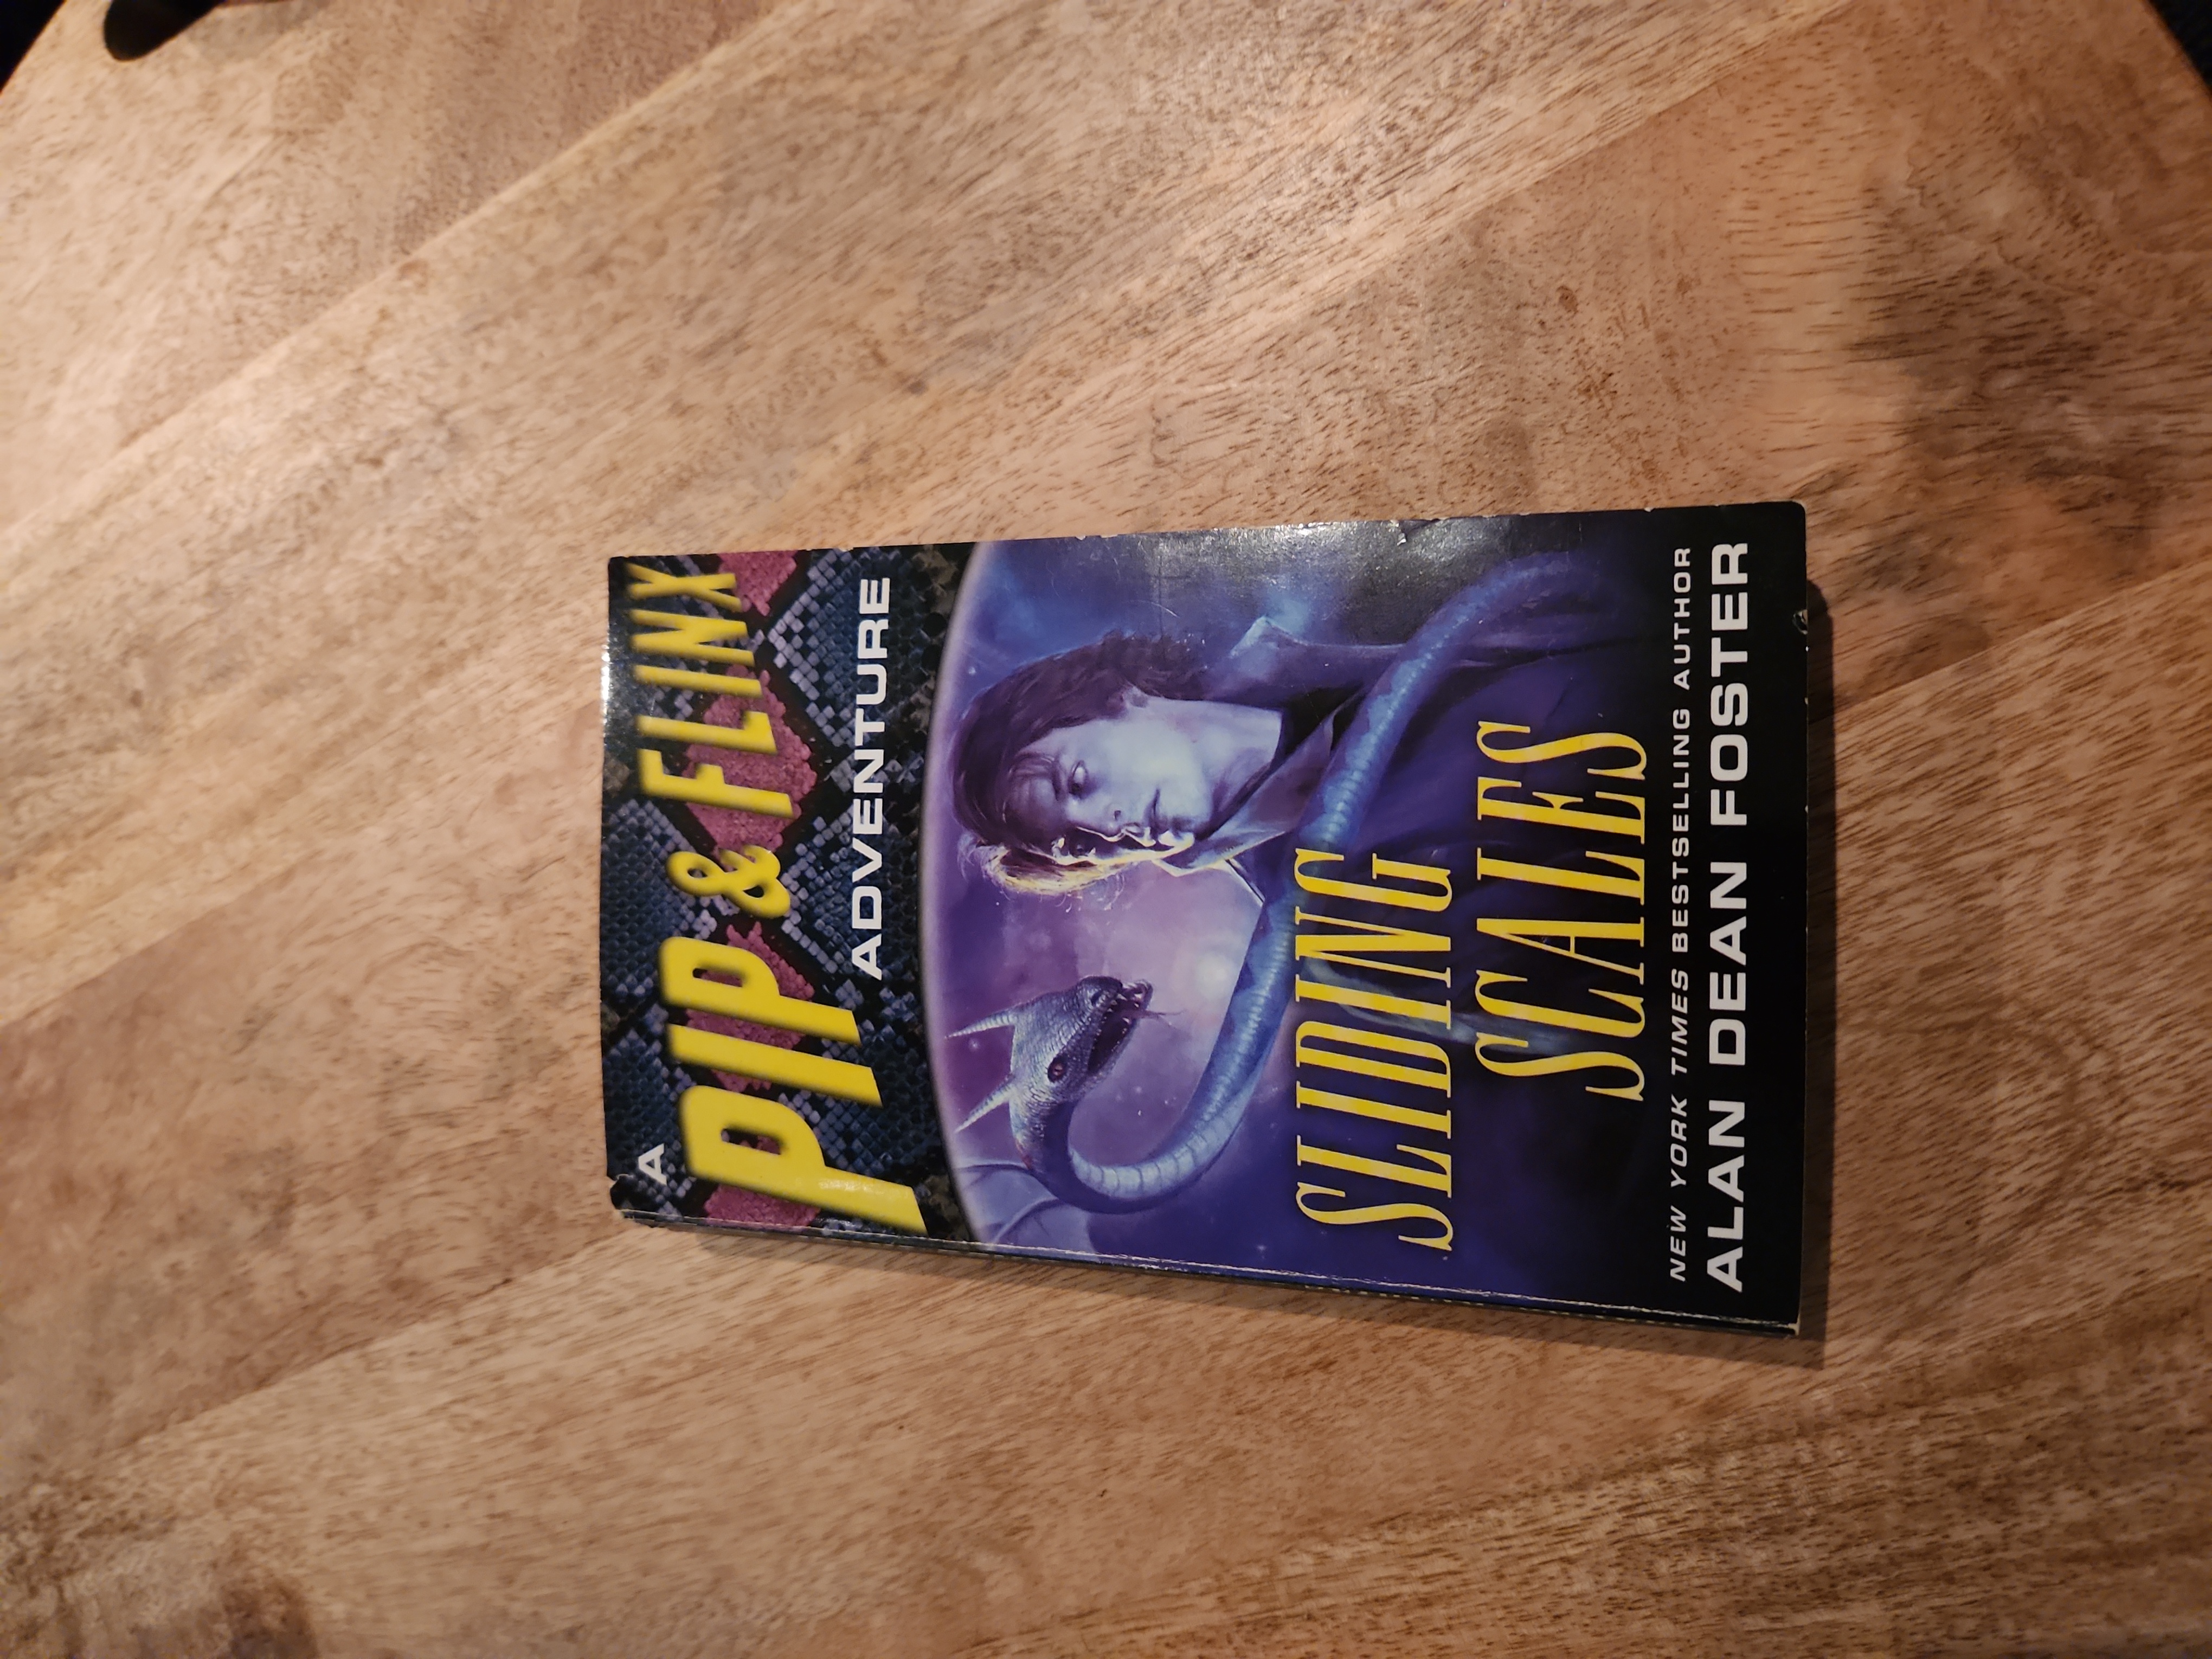 A
PIP & FLINX
ADVENTURE
SLIDING
SCALES
NEW YORK TIMES BESTSELLING AUTHOR
ALAN DEAN FOSTER